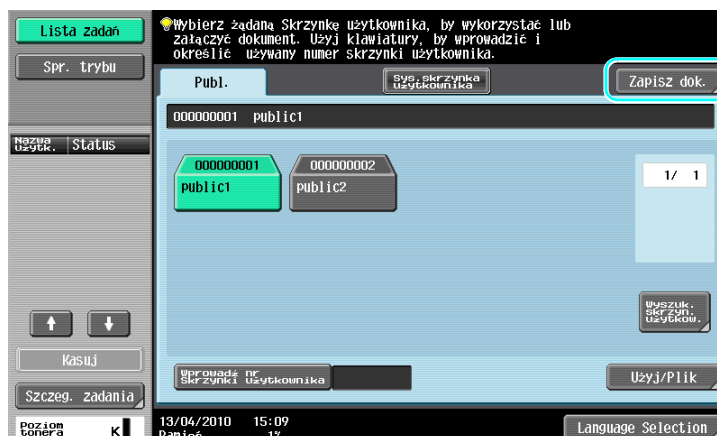 Lista zadań
Spr. trybu
Nazwa użytk.
Status
Kasuj
Szczeg. zadania
Poziom tonera
K
Wybierz żądaną Skrzynkę użytkownika, by wykorzystać lub
załączyć dokument. Użyj klawiatury, by wprowadzić i
określić używany numer skrzynki użytkownika.
Publ.
Sys.skrzynka
użytkownika
Zapisz dok.
000000001 public1
000000001
public1
000000002
public2
1/ 1
Wyszuk.
skrzyn.
użytkow.
Wprowadź nr
Skrzynki użytkownika
Użyj/Plik
13/04/2010 15:09
Pamięć 1%
Language Selection